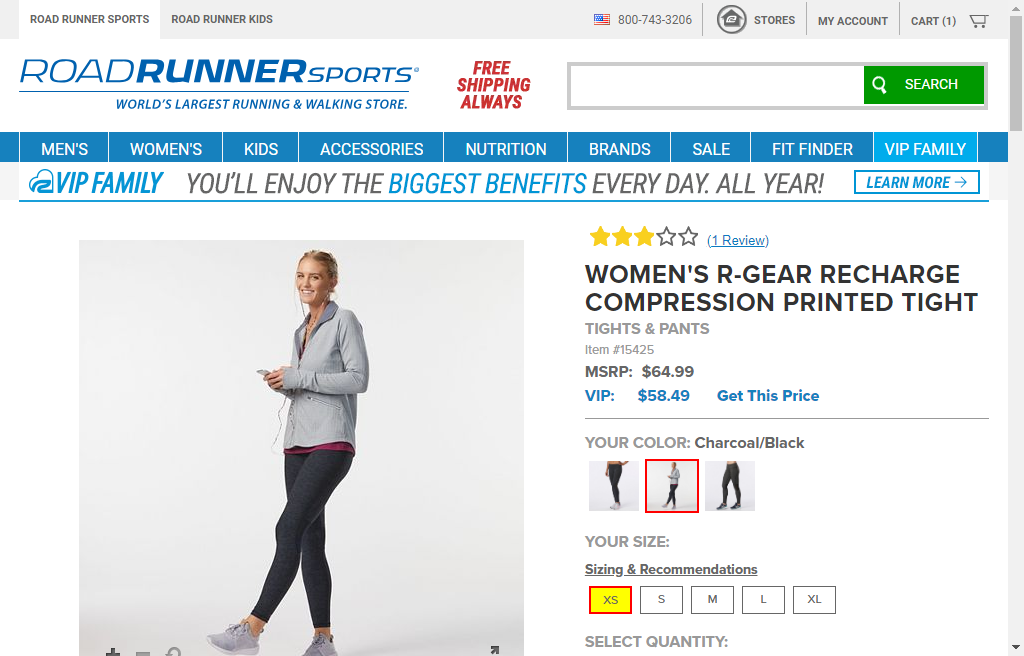 ROAD RUNNER SPORTS
ROAD RUNNER KIDS
800-743-3206
STORES
MY ACCOUNT
CART (1)
ROADRUNNERSPORTS®
WORLD'S LARGEST RUNNING & WALKING STORE.
FREE
SHIPPING
ALWAYS
SEARCH
MEN'S
WOMEN'S
KIDS
ACCESSORIES
NUTRITION
BRANDS
SALE
FIT FINDER
VIP FAMILY
VIP FAMILY
YOU'LL ENJOY THE BIGGEST BENEFITS EVERY DAY. ALL YEAR!
LEARN MORE →
(1 Review)
WOMEN'S R-GEAR RECHARGE
COMPRESSION PRINTED TIGHT
TIGHTS & PANTS
Item #15425
MSRP: $64.99
VIP: $58.49 Get This Price
YOUR COLOR: Charcoal/Black
YOUR SIZE:
Sizing & Recommendations
XS S M L XL
SELECT QUANTITY: